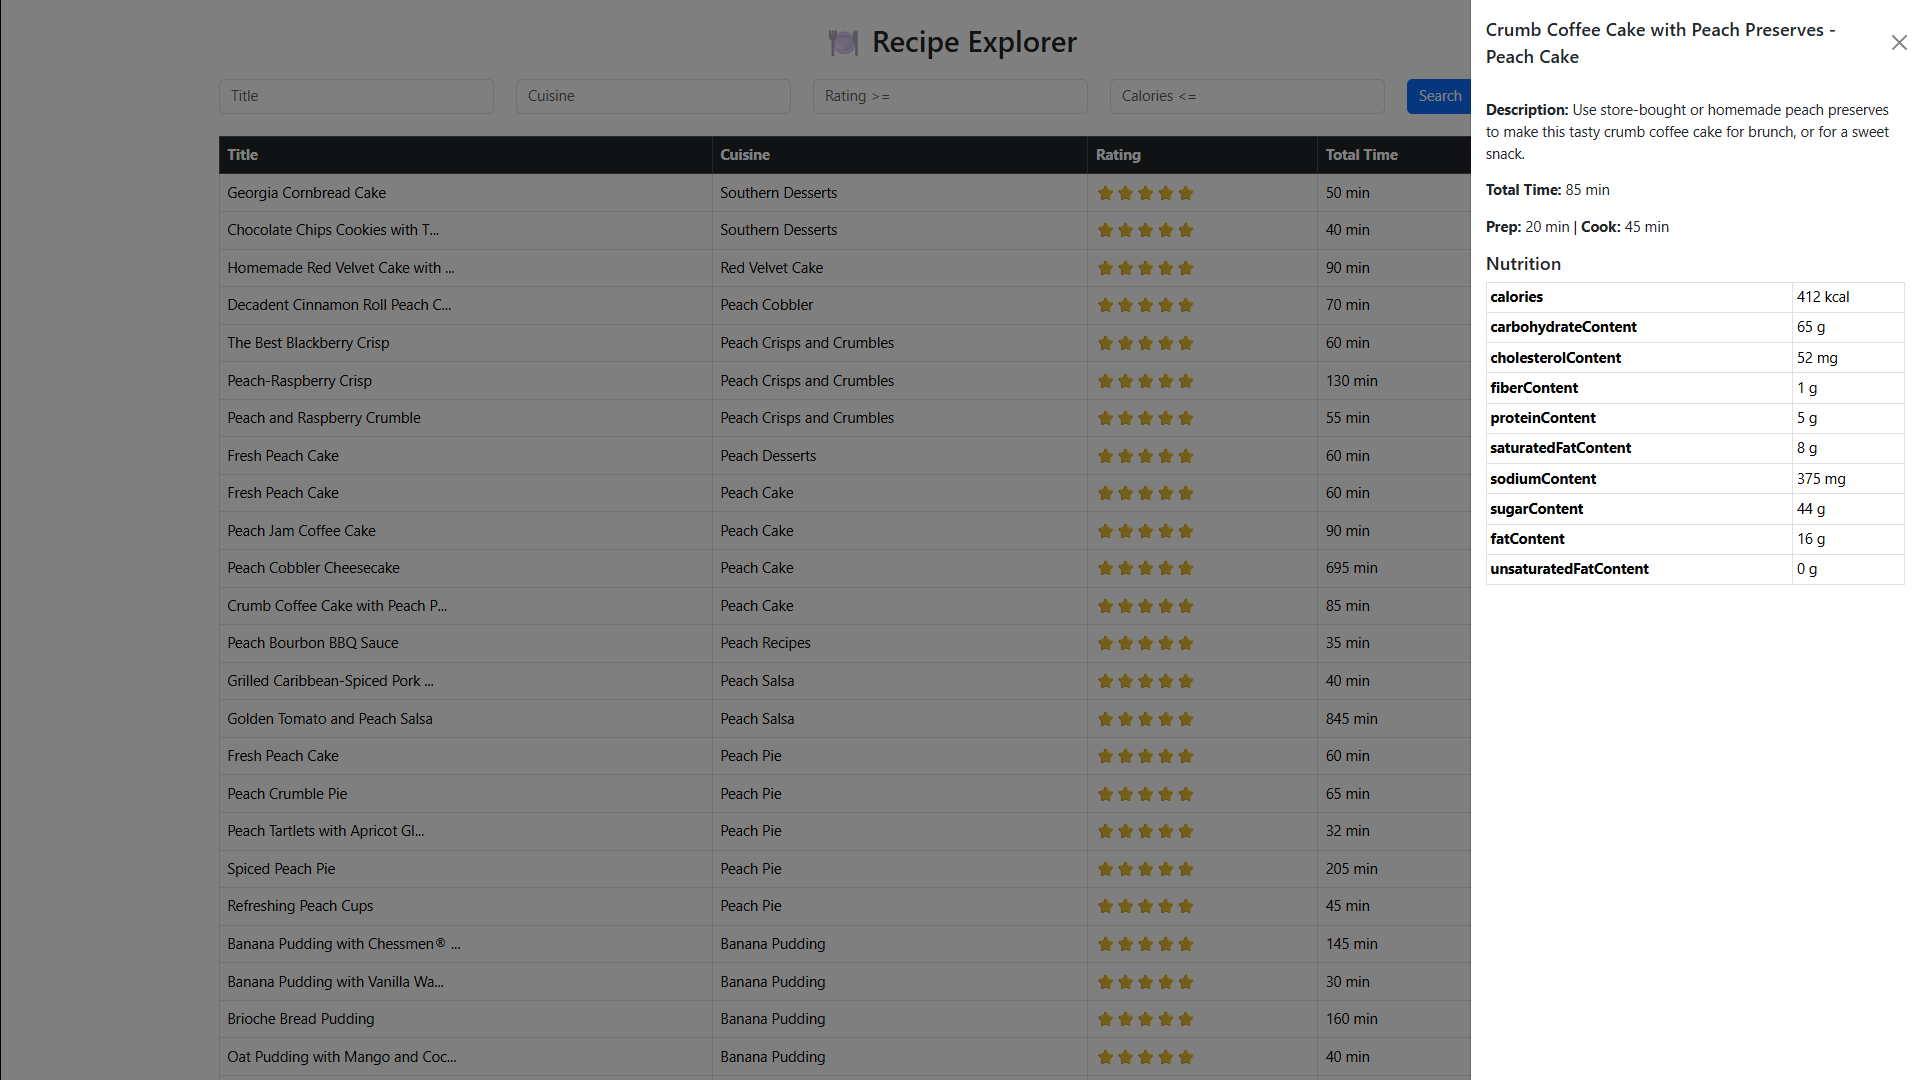 Recipe Explorer
Title
Cuisine
Rating >=
Calories <=
Search
Title Cuisine Rating Total Time
Georgia Cornbread Cake Southern Desserts 50 min
Chocolate Chips Cookies with T... Southern Desserts 40 min
Homemade Red Velvet Cake with ... Red Velvet Cake 90 min
Decadent Cinnamon Roll Peach C... Peach Cobbler 70 min
The Best Blackberry Crisp Peach Crisps and Crumbles 60 min
Peach-Raspberry Crisp Peach Crisps and Crumbles 130 min
Peach and Raspberry Crumble Peach Crisps and Crumbles 55 min
Fresh Peach Cake Peach Desserts 60 min
Fresh Peach Cake Peach Cake 60 min
Peach Jam Coffee Cake Peach Cake 90 min
Peach Cobbler Cheesecake Peach Cake 695 min
Crumb Coffee Cake with Peach P... Peach Cake 85 min
Peach Bourbon BBQ Sauce Peach Recipes 35 min
Grilled Caribbean-Spiced Pork ... Peach Salsa 40 min
Golden Tomato and Peach Salsa Peach Salsa 845 min
Fresh Peach Cake Peach Pie 60 min
Peach Crumble Pie Peach Pie 65 min
Peach Tartlets with Apricot Gl... Peach Pie 32 min
Spiced Peach Pie Peach Pie 205 min
Refreshing Peach Cups Peach Pie 45 min
Banana Pudding with Chessmen® ... Banana Pudding 145 min
Banana Pudding with Vanilla Wa... Banana Pudding 30 min
Brioche Bread Pudding Banana Pudding 160 min
Oat Pudding with Mango and Coc... Banana Pudding 40 min
Crumb Coffee Cake with Peach Preserves -
Peach Cake
Description: Use store-bought or homemade peach preserves
to make this tasty crumb coffee cake for brunch, or for a sweet
snack.
Total Time: 85 min
Prep: 20 min | Cook: 45 min
Nutrition
calories 412 kcal
carbohydrateContent 65 g
cholesterolContent 52 mg
fiberContent 1 g
proteinContent 5 g
saturatedFatContent 8 g
sodiumContent 375 mg
sugarContent 44 g
fatContent 16 g
unsaturatedFatContent 0 g